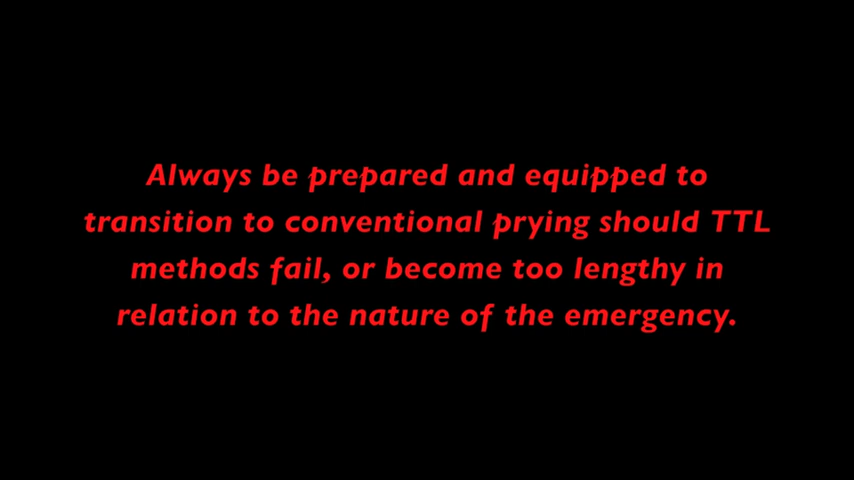 Always be prepared and equipped to
transition to conventional prying should TTL
methods fail, or become too lengthy in
relation to the nature of the emergency.